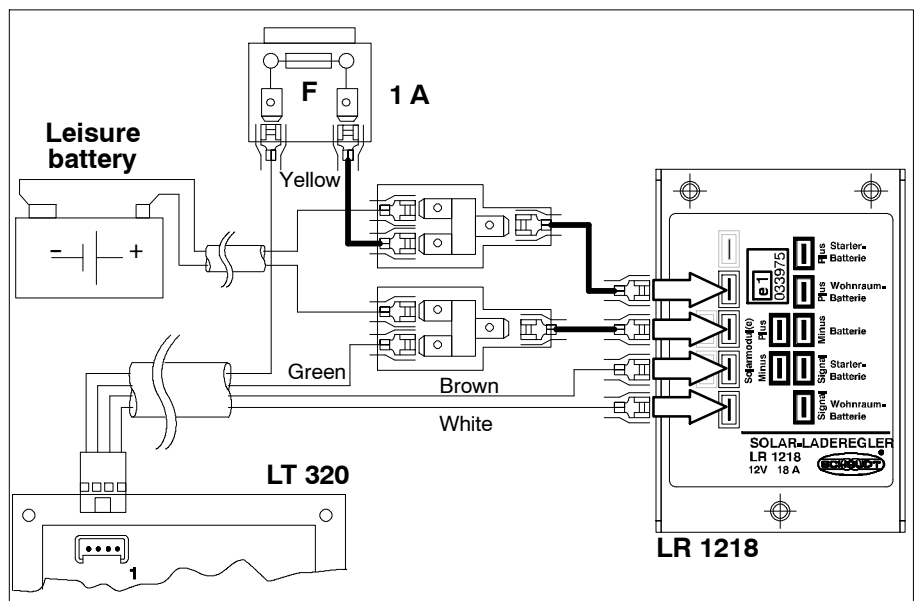 F
1 A
Leisure
battery
Yellow
- +
Green
Brown
White
LT 320
1
e1
033975
Plus
Starter-
Batterie
Plus
Wohnraum-
Batterie
Solarmodul(e)
Plus
Minus
Minus
Batterie
Signal
Starter-
Batterie
Signal
Wohnraum-
Batterie
SOLAR-LADEREGLER
LR 1218
12V 18 A
SCHAUDT
®
LR 1218